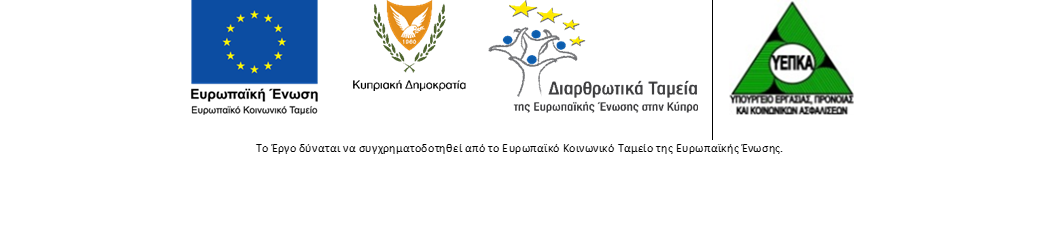 1960
Ευρωπαϊκή Ένωση
Ευρωπαϊκό Κοινωνικό Ταμείο
Κυπριακή Δημοκρατία
Διαρθρωτικά Ταμεία
της Ευρωπαϊκής Ένωσης στην Κύπρο
ΥΕΠΚΑ
ΥΠΟΥΡΓΕΙΟ ΕΡΓΑΣΙΑΣ, ΠΡΟΝΟΙΑΣ
ΚΑΙ ΚΟΙΝΩΝΙΚΩΝ ΑΣΦΑΛΙΣΕΩΝ
Το Έργο δύναται να συγχρηματοδοτηθεί από το Ευρωπαϊκό Κοινωνικό Ταμείο της Ευρωπαϊκής Ένωσης.